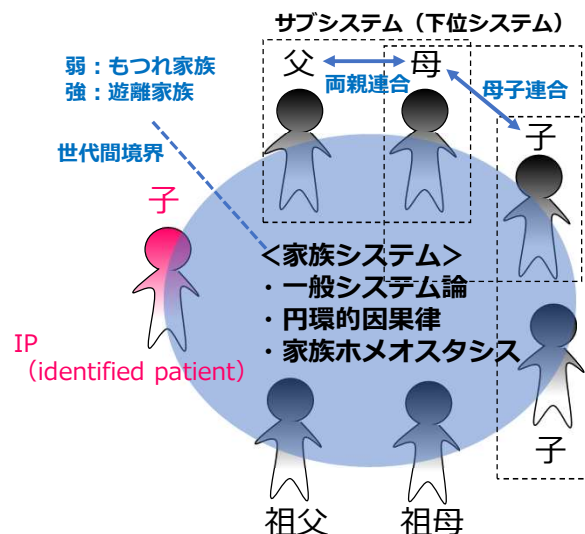 サブシステム（下位システム）
弱：もつれ家族
強：遊離家族
父
母
両親連合
母子連合
世代間境界
子
子
＜家族システム＞
・一般システム論
・円環的因果律
・家族ホメオスタシス
IP
（identified patient）
子
祖父
祖母